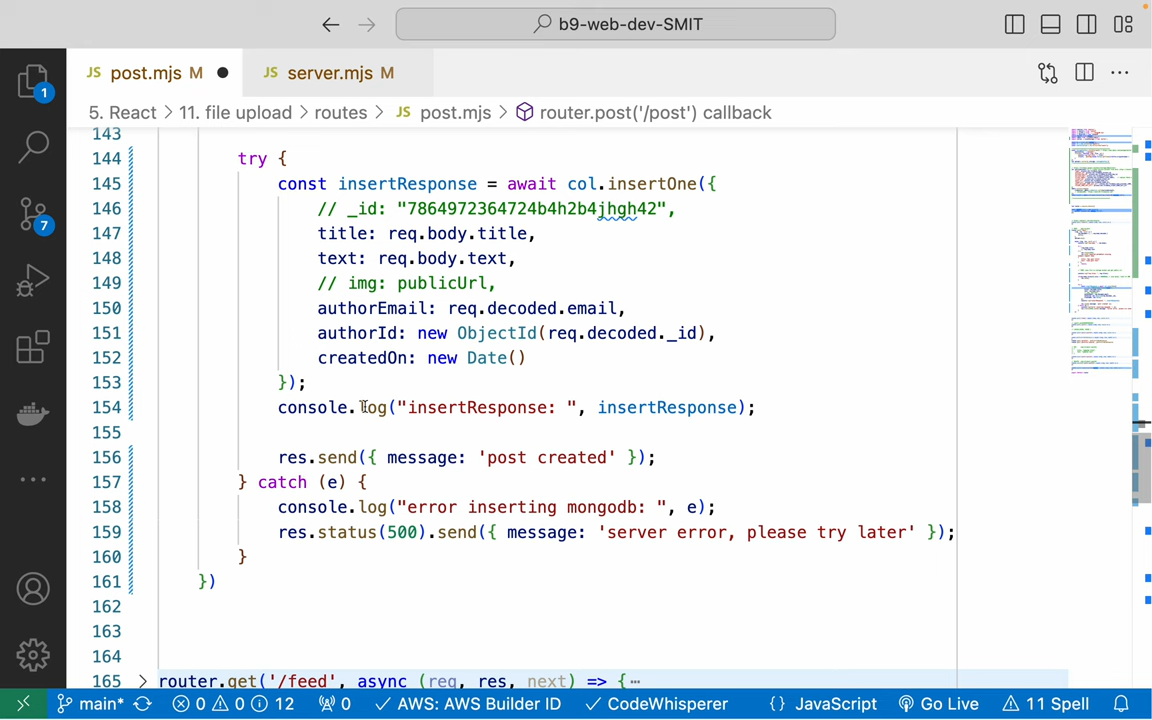 b9-web-dev-SMIT
JS post.mjs M
JS server.mjs M
5. React > 11. file upload > routes > JS post.mjs > router.post('/post') callback
143
144 try {
145 const insertResponse = await col.insertOne({
146 // _id: "7864972364724b4h2b4jhgh42",
147 title: req.body.title,
148 text: req.body.text,
149 // img: publicUrl,
150 authorEmail: req.decoded.email,
151 authorId: new ObjectId(req.decoded._id),
152 createdOn: new Date()
153 });
154 console.log("insertResponse: ", insertResponse);
155
156 res.send({ message: 'post created' });
157 } catch (e) {
158 console.log("error inserting mongodb: ", e);
159 res.status(500).send({ message: 'server error, please try later' });
160 }
161 })
162
163
164
165 router.get('/feed', async (req, res, next) => {
1
7
main* 0 0 12 0 AWS: AWS Builder ID CodeWhisperer {} JavaScript Go Live 11 Spell